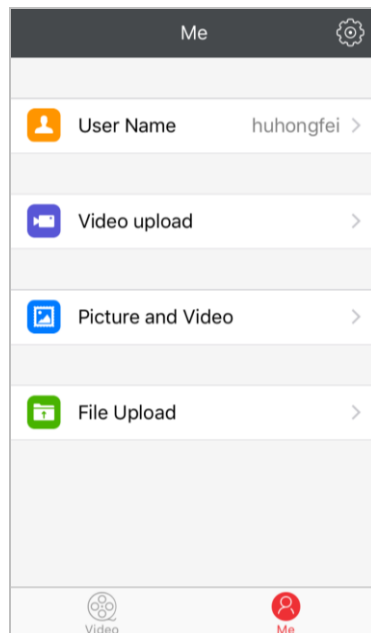 Me
User Name huhongfei
Video upload
Picture and Video
File Upload
Video Me